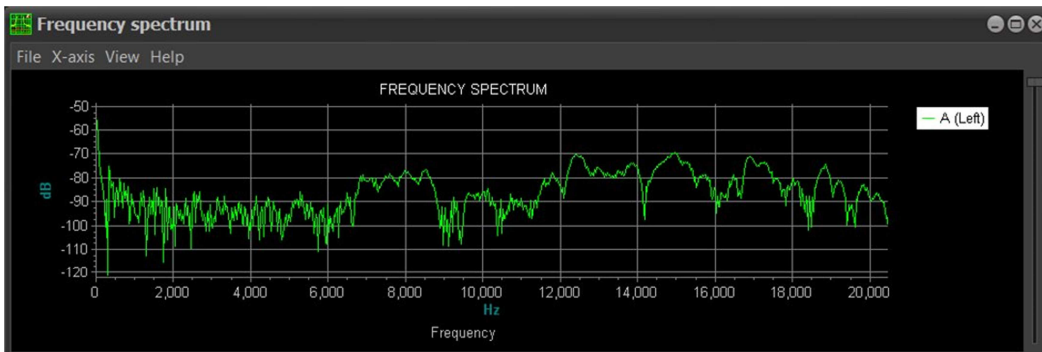 Frequency spectrum
File X-axis View Help
FREQUENCY SPECTRUM
A (Left)
-50
-60
-70
-80
-90
-100
-110
-120
dB
0 2,000 4,000 6,000 8,000 10,000 12,000 14,000 16,000 18,000 20,000
Hz
Frequency